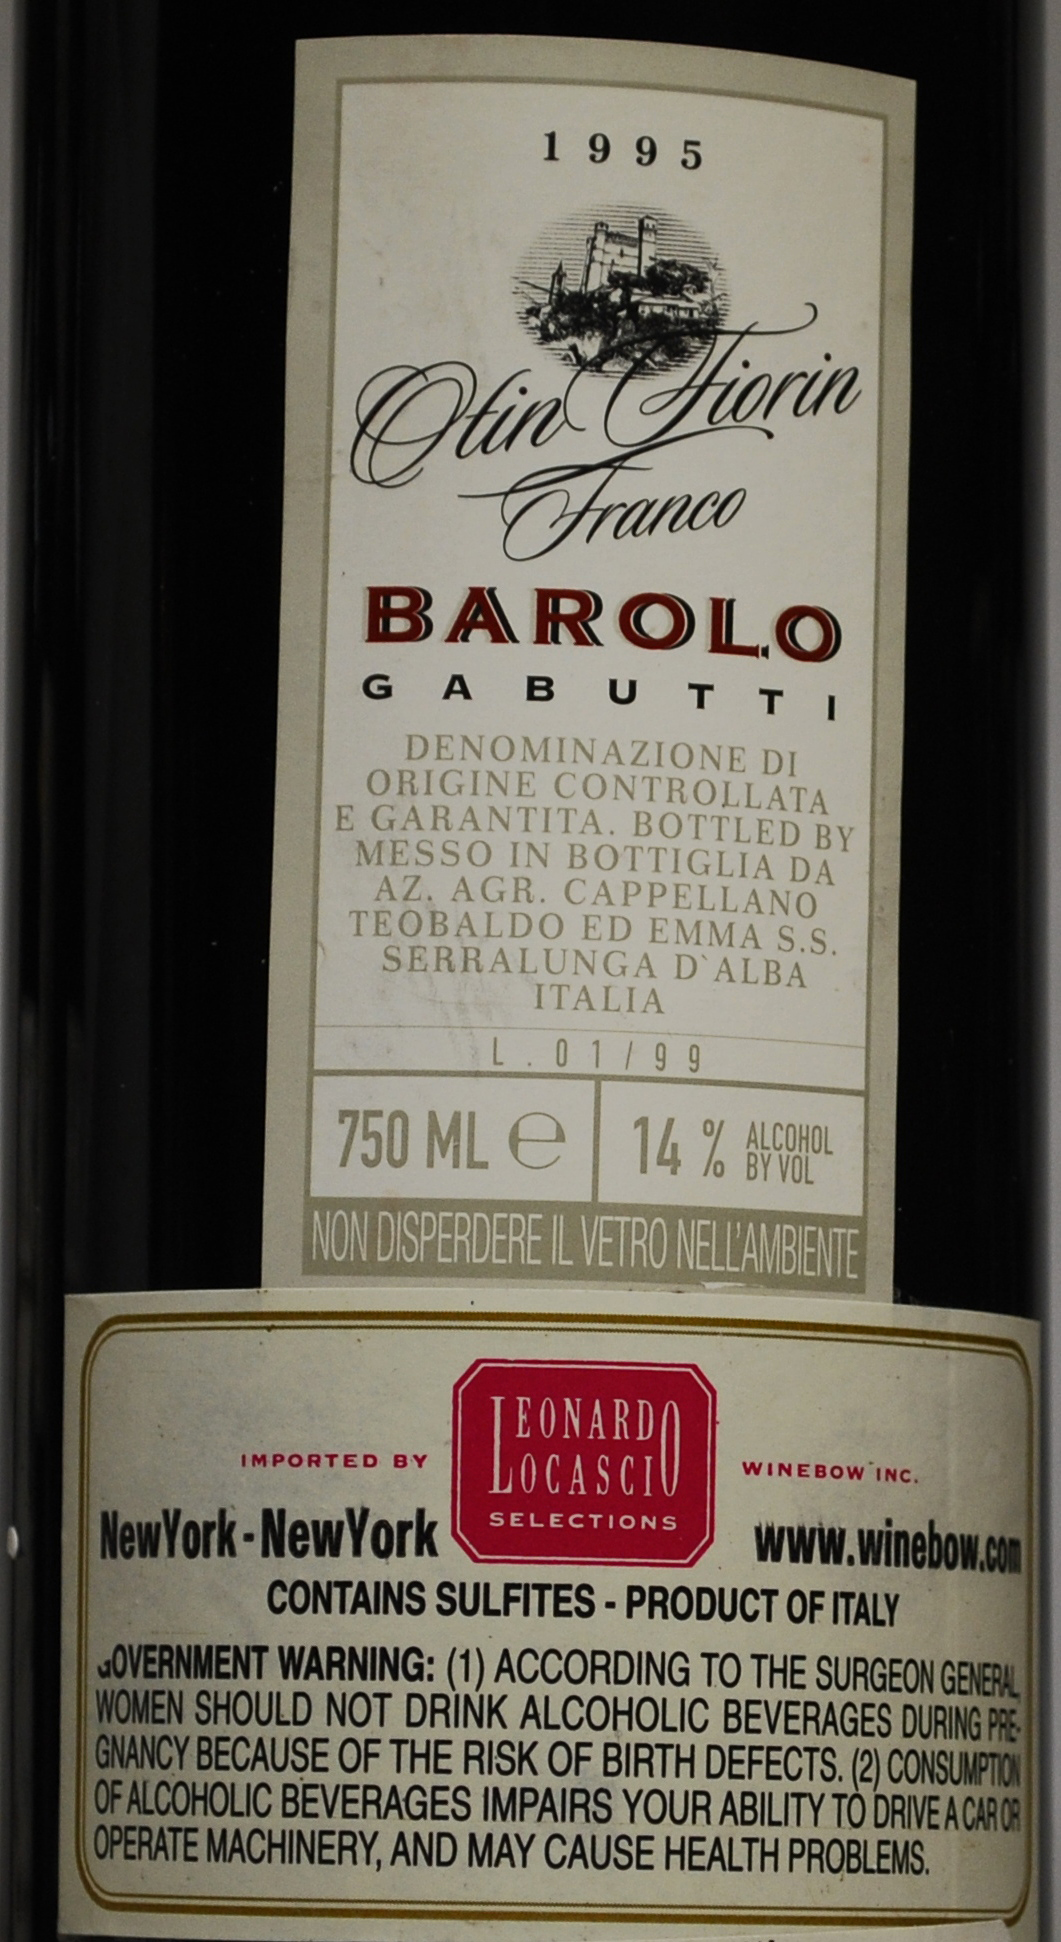 1995
Otin Fiorin
Franco
BAROLO
GABUTTI
DENOMINAZIONE DI
ORIGINE CONTROLLATA
E GARANTITA. BOTTLED BY
MESSO IN BOTTIGLIA DA
AZ. AGR. CAPPELLANO
TEOBALDO ED EMMA S.S.
SERRALUNGA D`ALBA
ITALIA
L.01/99
750 ML ℮
14 % ALCOHOL
BY VOL
NON DISPERDERE IL VETRO NELL'AMBIENTE
LEONARDO
LOCASCIO
SELECTIONS
IMPORTED BY
WINEBOW INC.
NewYork - NewYork
www.winebow.com
CONTAINS SULFITES - PRODUCT OF ITALY
GOVERNMENT WARNING: (1) ACCORDING TO THE SURGEON GENERAL,
WOMEN SHOULD NOT DRINK ALCOHOLIC BEVERAGES DURING PRE-
GNANCY BECAUSE OF THE RISK OF BIRTH DEFECTS. (2) CONSUMPTION
OF ALCOHOLIC BEVERAGES IMPAIRS YOUR ABILITY TO DRIVE A CAR OR
OPERATE MACHINERY, AND MAY CAUSE HEALTH PROBLEMS.